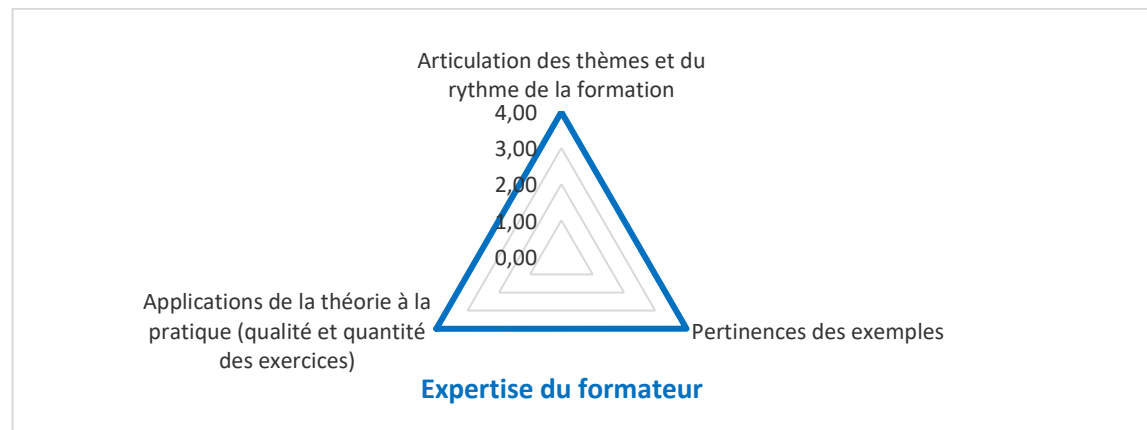 Articulation des thèmes et du
rythme de la formation
4,00
3,00
2,00
1,00
0,00
Applications de la théorie à la
pratique (qualité et quantité
des exercices)
Pertinences des exemples
Expertise du formateur